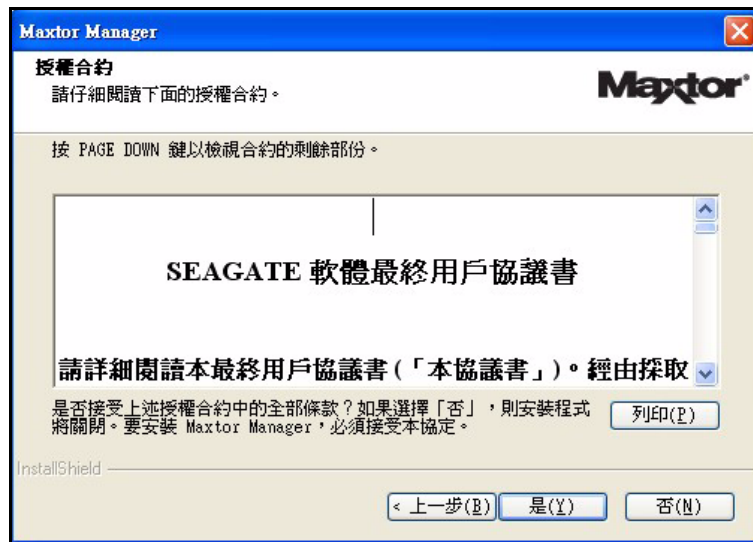 Maxtor Manager
授權合約
請仔細閱讀下面的授權合約。
Maxtor
按 PAGE DOWN 鍵以檢視合約的剩餘部份。
SEAGATE 軟體最終用戶協議書
請詳細閱讀本最終用戶協議書 (「本協議書」)。經由採取
是否接受上述授權合約中的全部條款？如果選擇「否」，則安裝程式
將關閉。要安裝 Maxtor Manager，必須接受本協定。
列印(P)
InstallShield
< 上一步(B)
是(Y)
否(N)